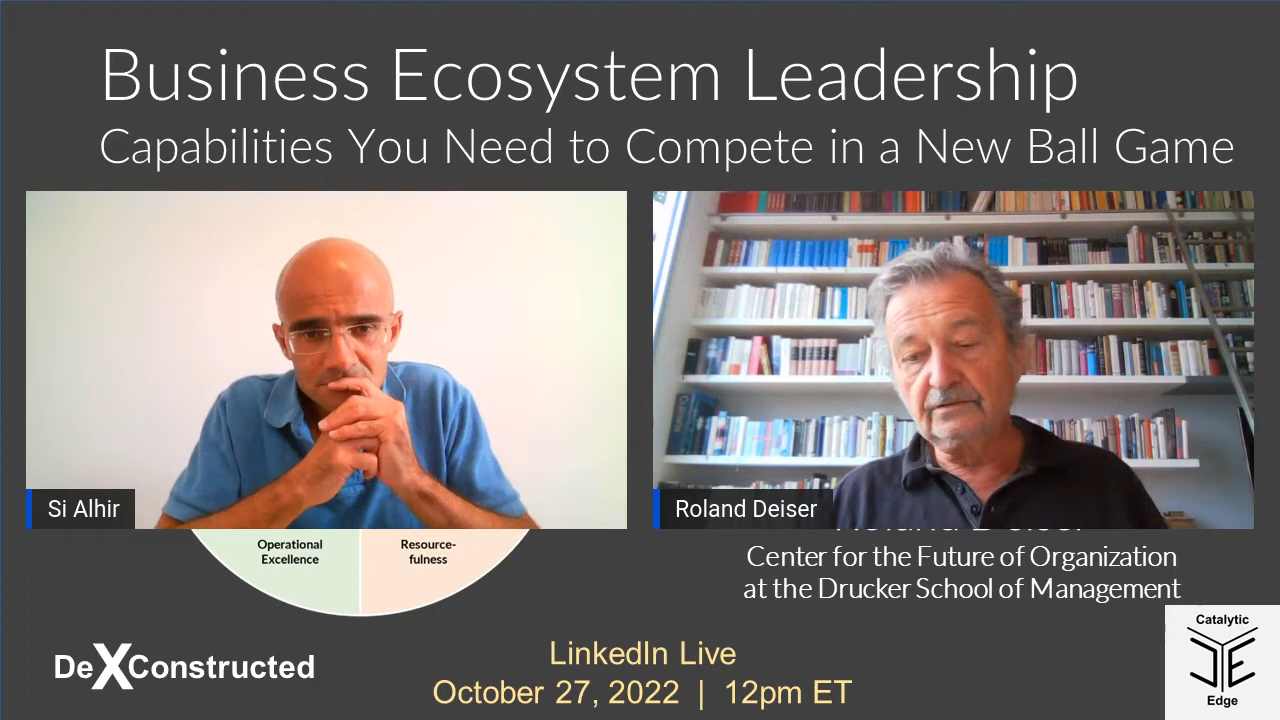 Business Ecosystem Leadership
Capabilities You Need to Compete in a New Ball Game
Si Alhir
Roland Deiser
Operational
Excellence
Resource-
fulness
Center for the Future of Organization
at the Drucker School of Management
DeXConstructed
LinkedIn Live
October 27, 2022 | 12pm ET
Catalytic
Edge